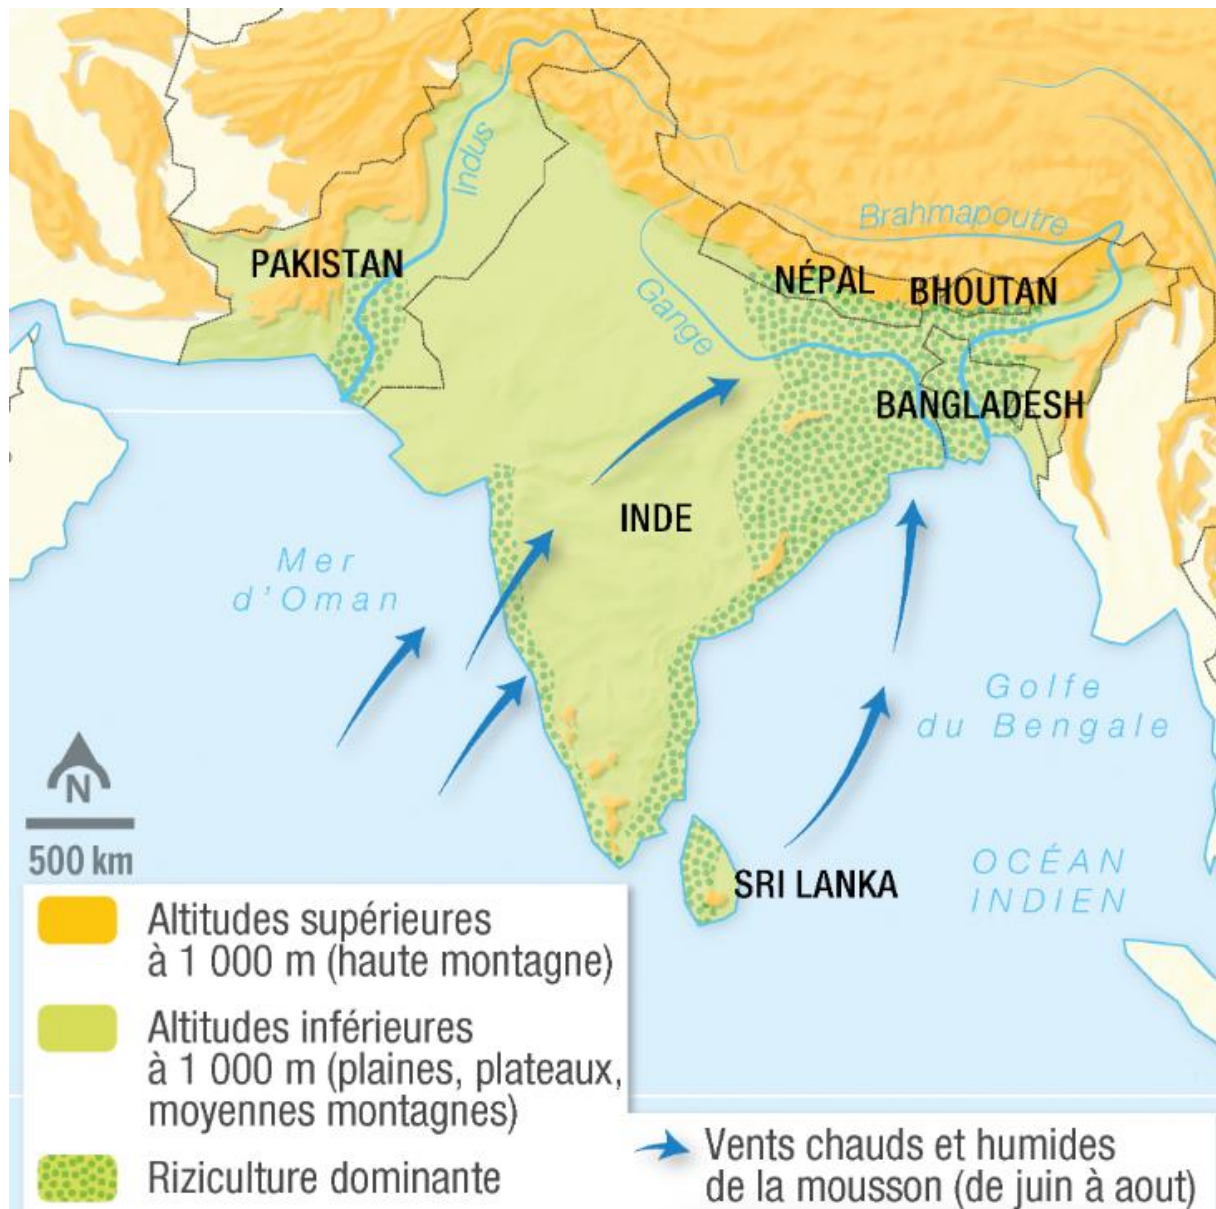 Indus
PAKISTAN
Brahmapoutre
NÉPAL
BHOUTAN
Gange
BANGLADESH
INDE
Mer
d'Oman
Golfe
du Bengale
N
500 km
SRI LANKA
OCÉAN
INDIEN
Altitudes supérieures
à 1 000 m (haute montagne)
Altitudes inférieures
à 1 000 m (plaines, plateaux,
moyennes montagnes)
Riziculture dominante
Vents chauds et humides
de la mousson (de juin à aout)